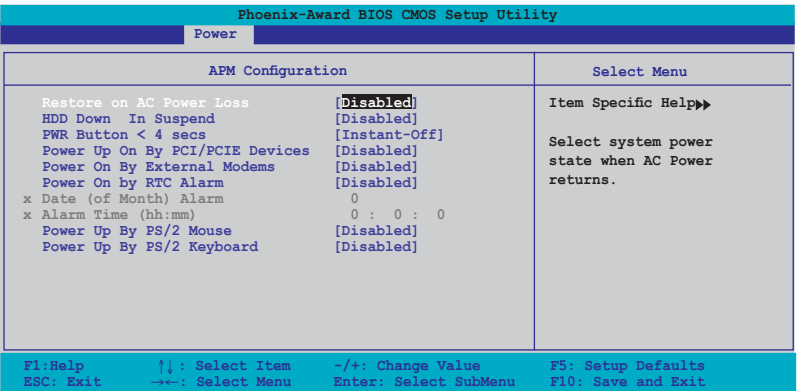 Phoenix-Award BIOS CMOS Setup Utility
Power
APM Configuration
Select Menu
Restore on AC Power Loss [Disabled]
HDD Down In Suspend [Disabled]
PWR Button < 4 secs [Instant-Off]
Power Up On By PCI/PCIE Devices [Disabled]
Power On By External Modems [Disabled]
Power On by RTC Alarm [Disabled]
x Date (of Month) Alarm 0
x Alarm Time (hh:mm) 0 : 0 : 0
Power Up By PS/2 Mouse [Disabled]
Power Up By PS/2 Keyboard [Disabled]
Item Specific Help▶▶
Select system power
state when AC Power
returns.
F1:Help ↑↓: Select Item -/+: Change Value F5: Setup Defaults
ESC: Exit →←: Select Menu Enter: Select SubMenu F10: Save and Exit